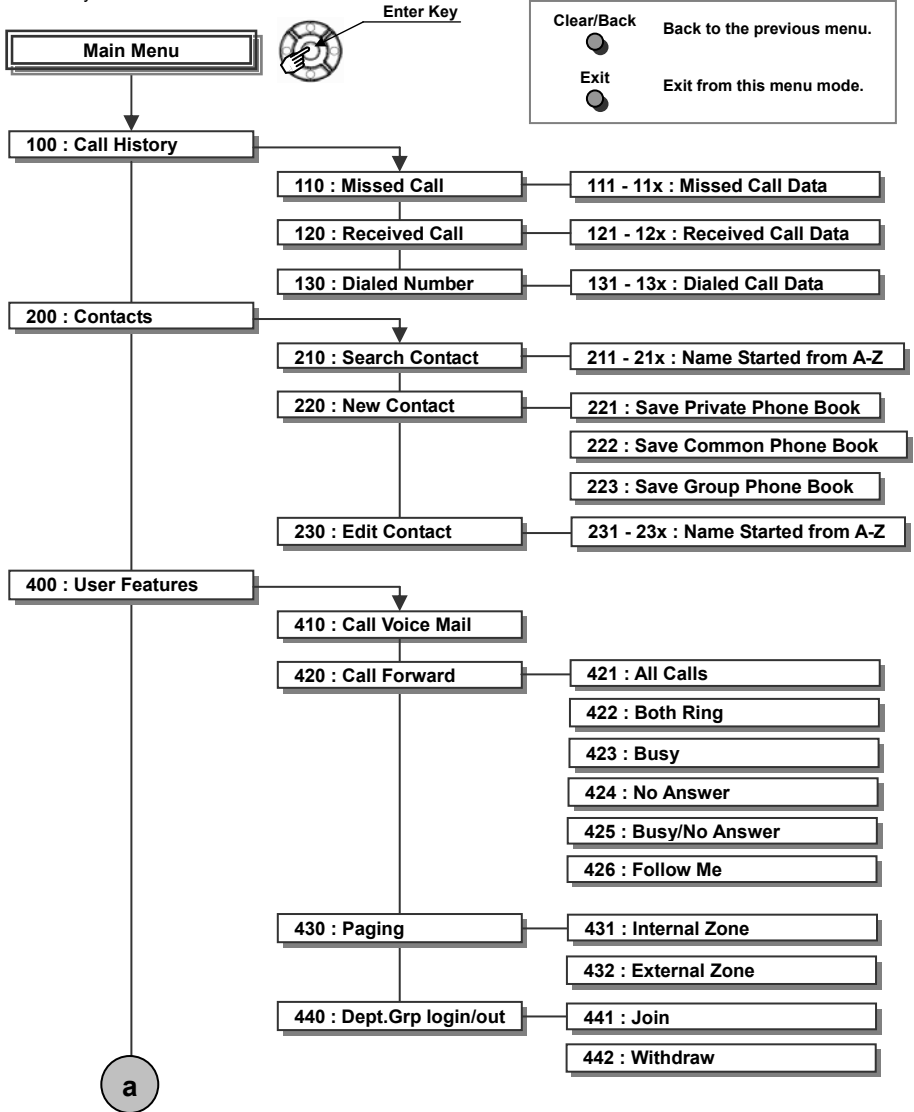 Enter Key
Clear/Back
Back to the previous menu.
Main Menu
Exit
Exit from this menu mode.
100 : Call History
110 : Missed Call
111 - 11x : Missed Call Data
120 : Received Call
121 - 12x : Received Call Data
130 : Dialed Number
131 - 13x : Dialed Call Data
200 : Contacts
210 : Search Contact
211 - 21x : Name Started from A-Z
220 : New Contact
221 : Save Private Phone Book
222 : Save Common Phone Book
223 : Save Group Phone Book
230 : Edit Contact
231 - 23x : Name Started from A-Z
400 : User Features
410 : Call Voice Mail
420 : Call Forward
421 : All Calls
422 : Both Ring
423 : Busy
424 : No Answer
425 : Busy/No Answer
426 : Follow Me
430 : Paging
431 : Internal Zone
432 : External Zone
440 : Dept.Grp login/out
441 : Join
442 : Withdraw
a